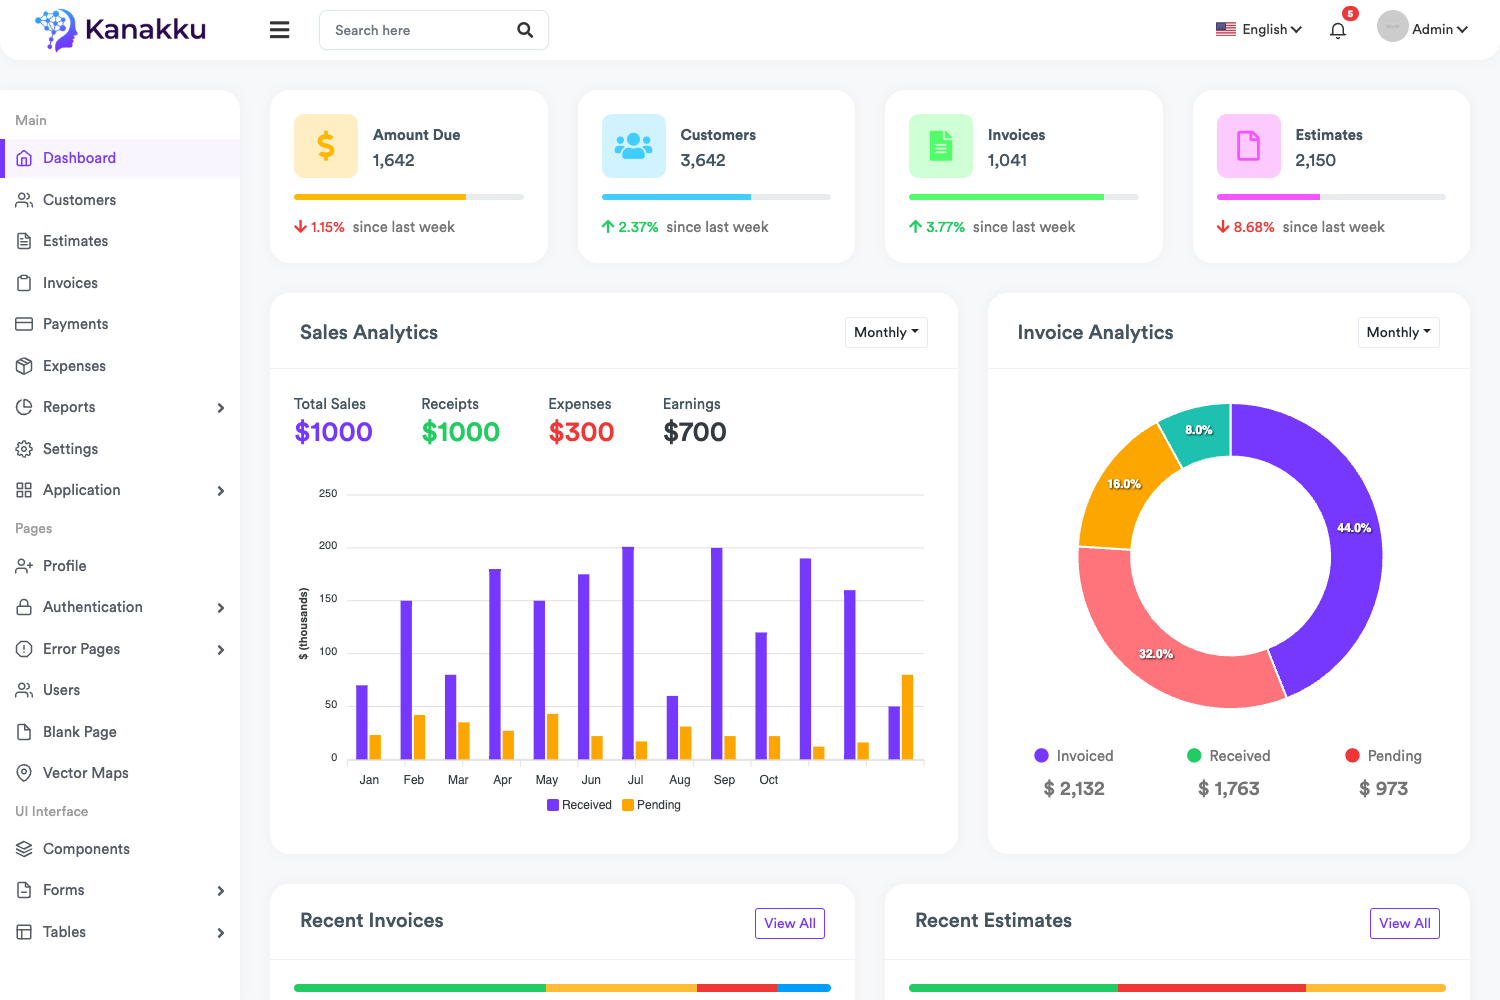 Kanakku
Search here
English
5
Admin
Main
Dashboard
Customers
Estimates
Invoices
Payments
Expenses
Reports
Settings
Application
Pages
Profile
Authentication
Error Pages
Users
Blank Page
Vector Maps
UI Interface
Components
Forms
Tables
Amount Due
1,642
1.15% since last week
Customers
3,642
2.37% since last week
Invoices
1,041
3.77% since last week
Estimates
2,150
8.68% since last week
Sales Analytics
Monthly
Total Sales
$1000
Receipts
$1000
Expenses
$300
Earnings
$700
$ (thousands)
250
200
150
100
50
0
Jan Feb Mar Apr May Jun Jul Aug Sep Oct
Received Pending
Invoice Analytics
Monthly
8.0%
16.0%
44.0%
32.0%
Invoiced
$ 2,132
Received
$ 1,763
Pending
$ 973
Recent Invoices
View All
Recent Estimates
View All